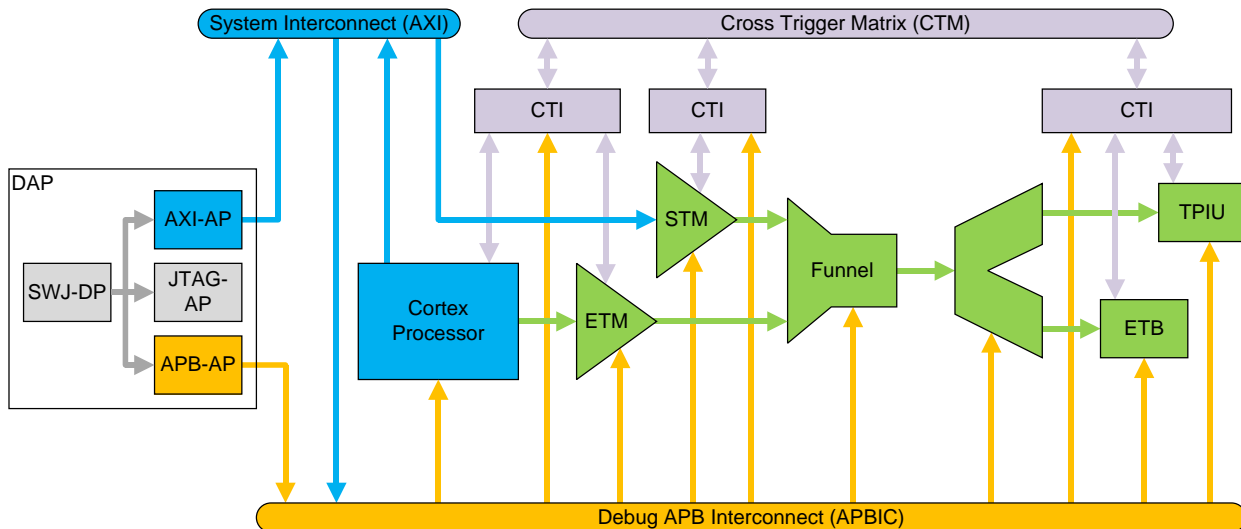 System Interconnect (AXI)
Cross Trigger Matrix (CTM)
CTI
CTI
CTI
DAP
AXI-AP
STM
TPIU
SWJ-DP
JTAG-
AP
Funnel
Cortex
Processor
ETM
ETB
APB-AP
Debug APB Interconnect (APBIC)